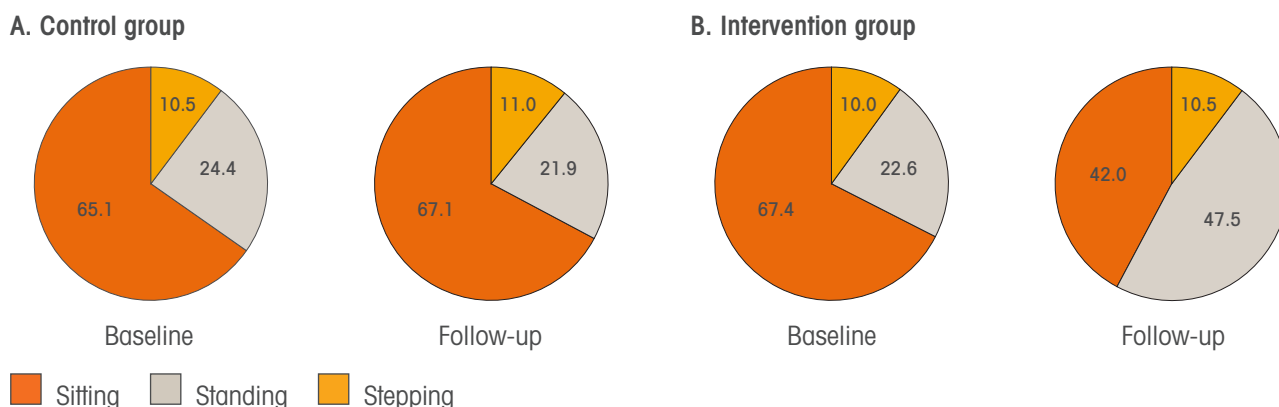 A. Control group
B. Intervention group
10.5
24.4
65.1
11.0
21.9
67.1
10.0
22.6
67.4
10.5
42.0
47.5
Baseline
Follow-up
Baseline
Follow-up
Sitting
Standing
Stepping